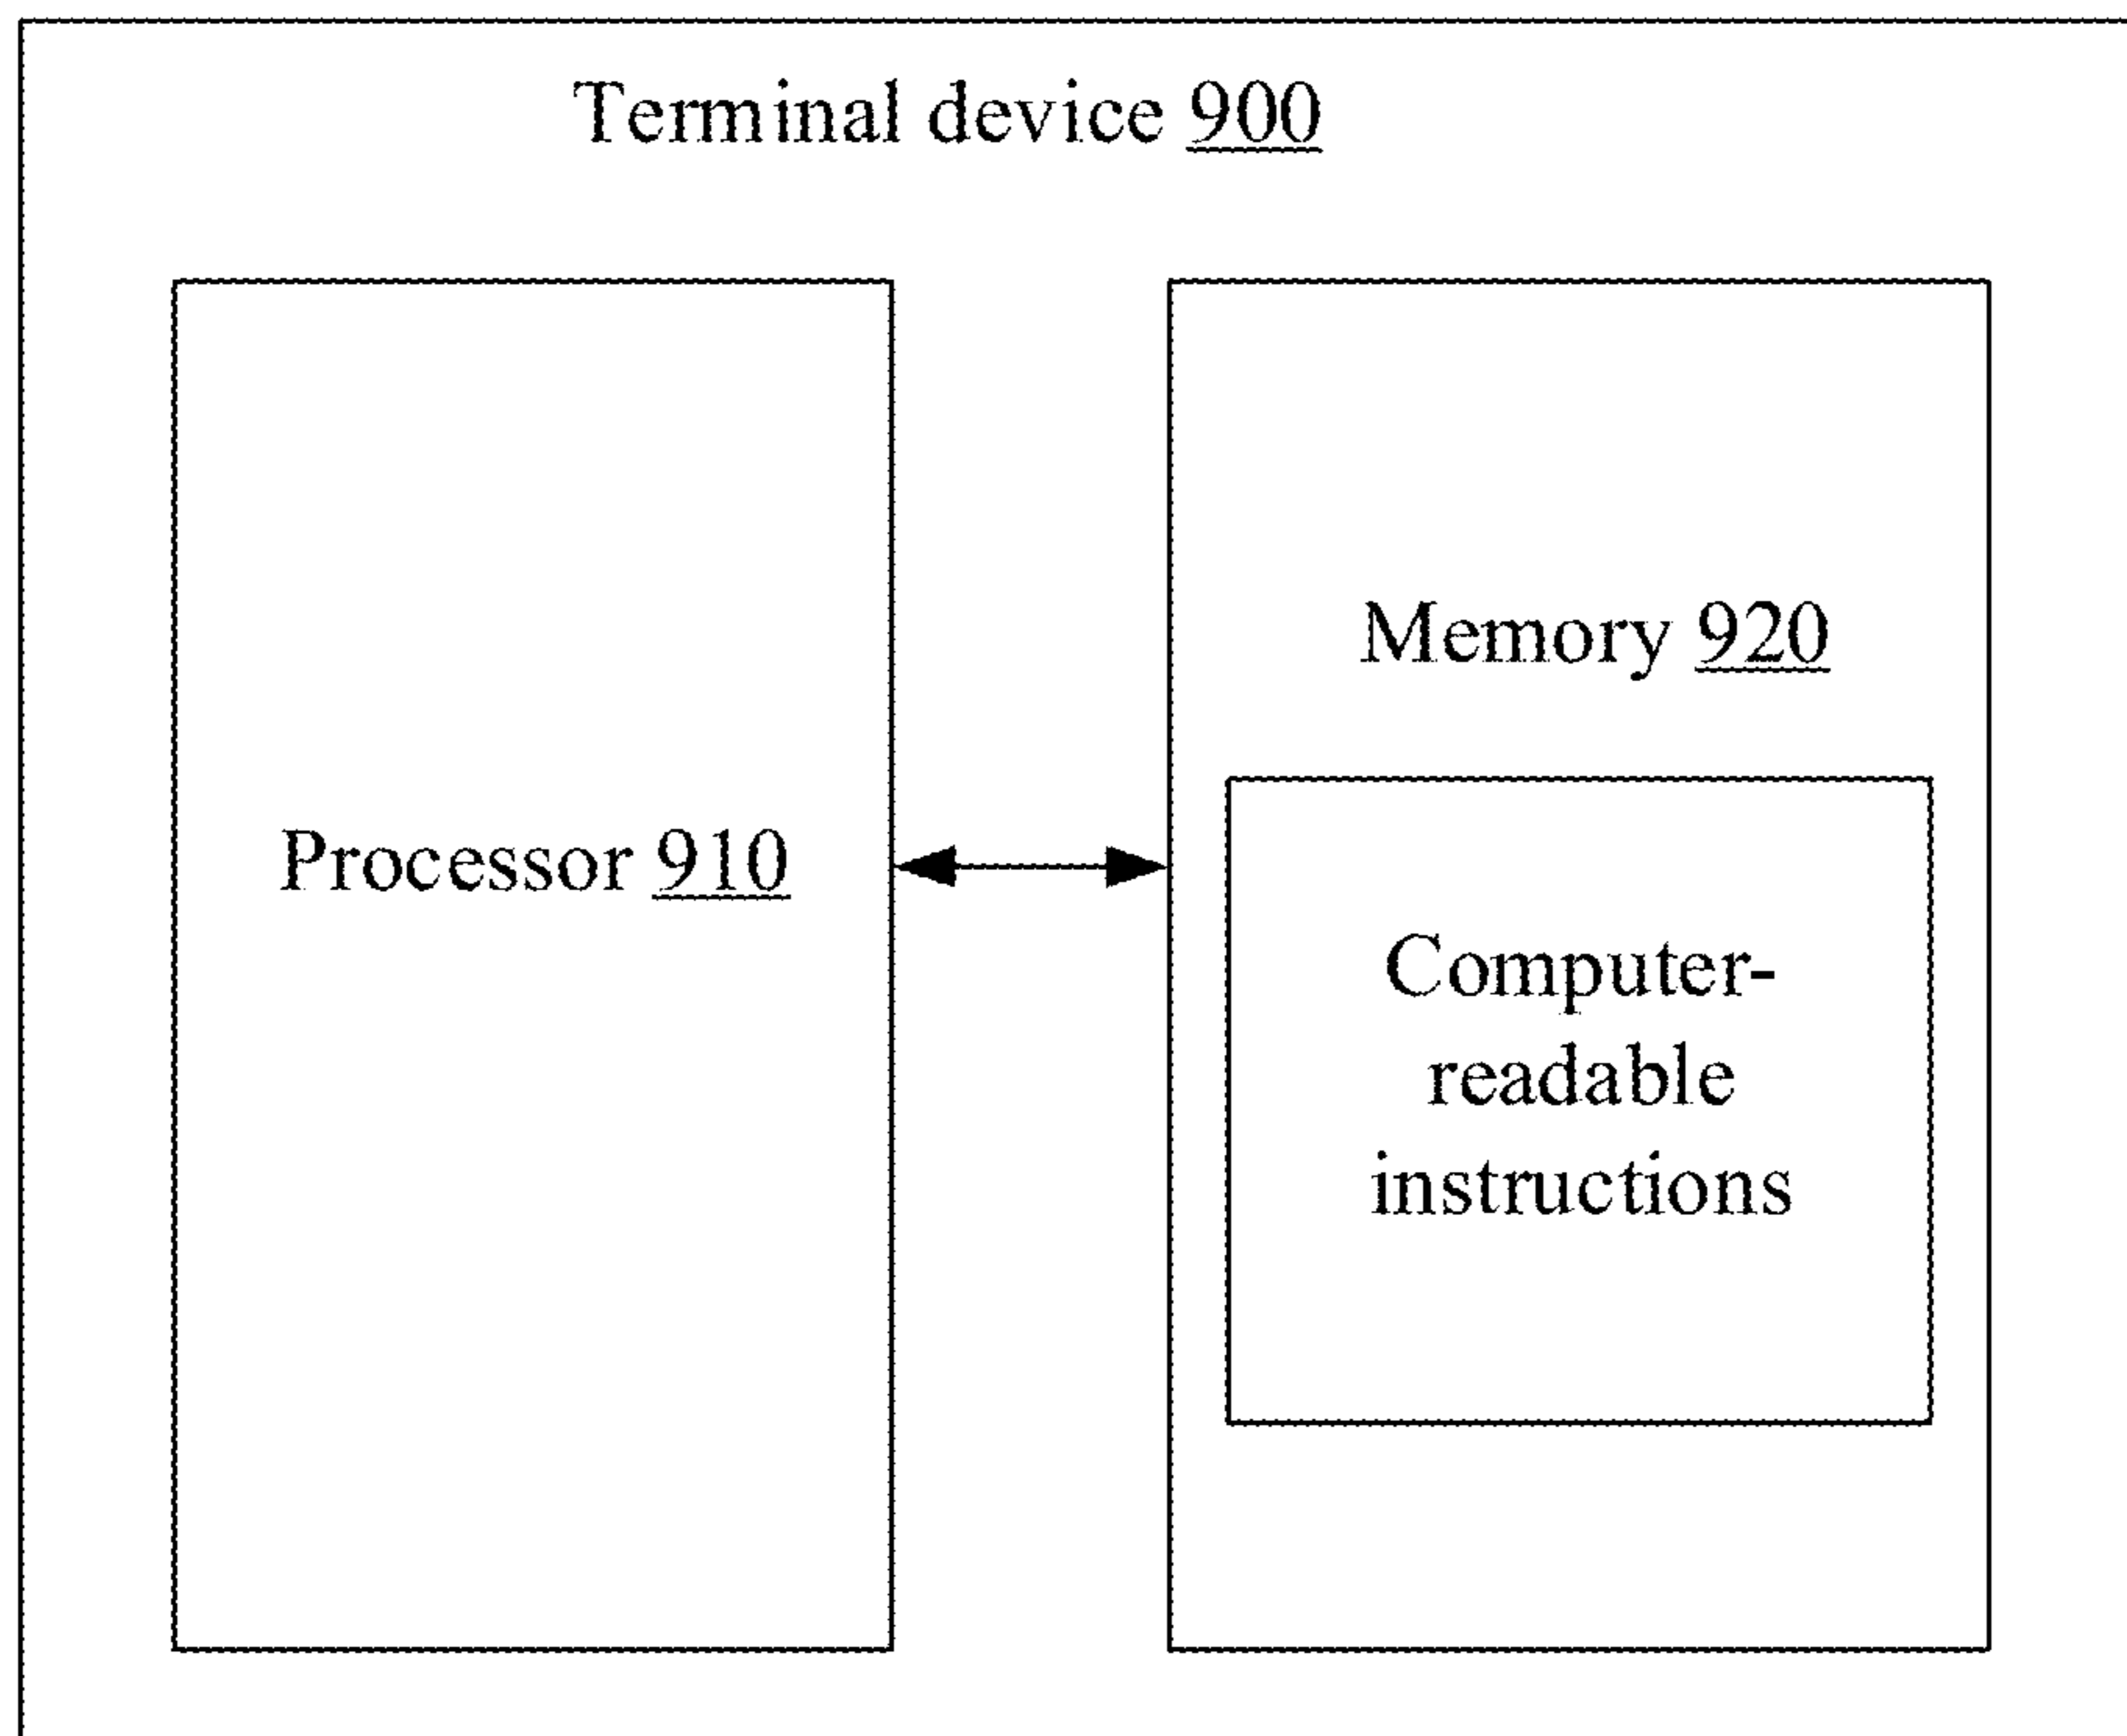 Terminal device 900
Memory 920
Processor 910
Computer-
readable
instructions